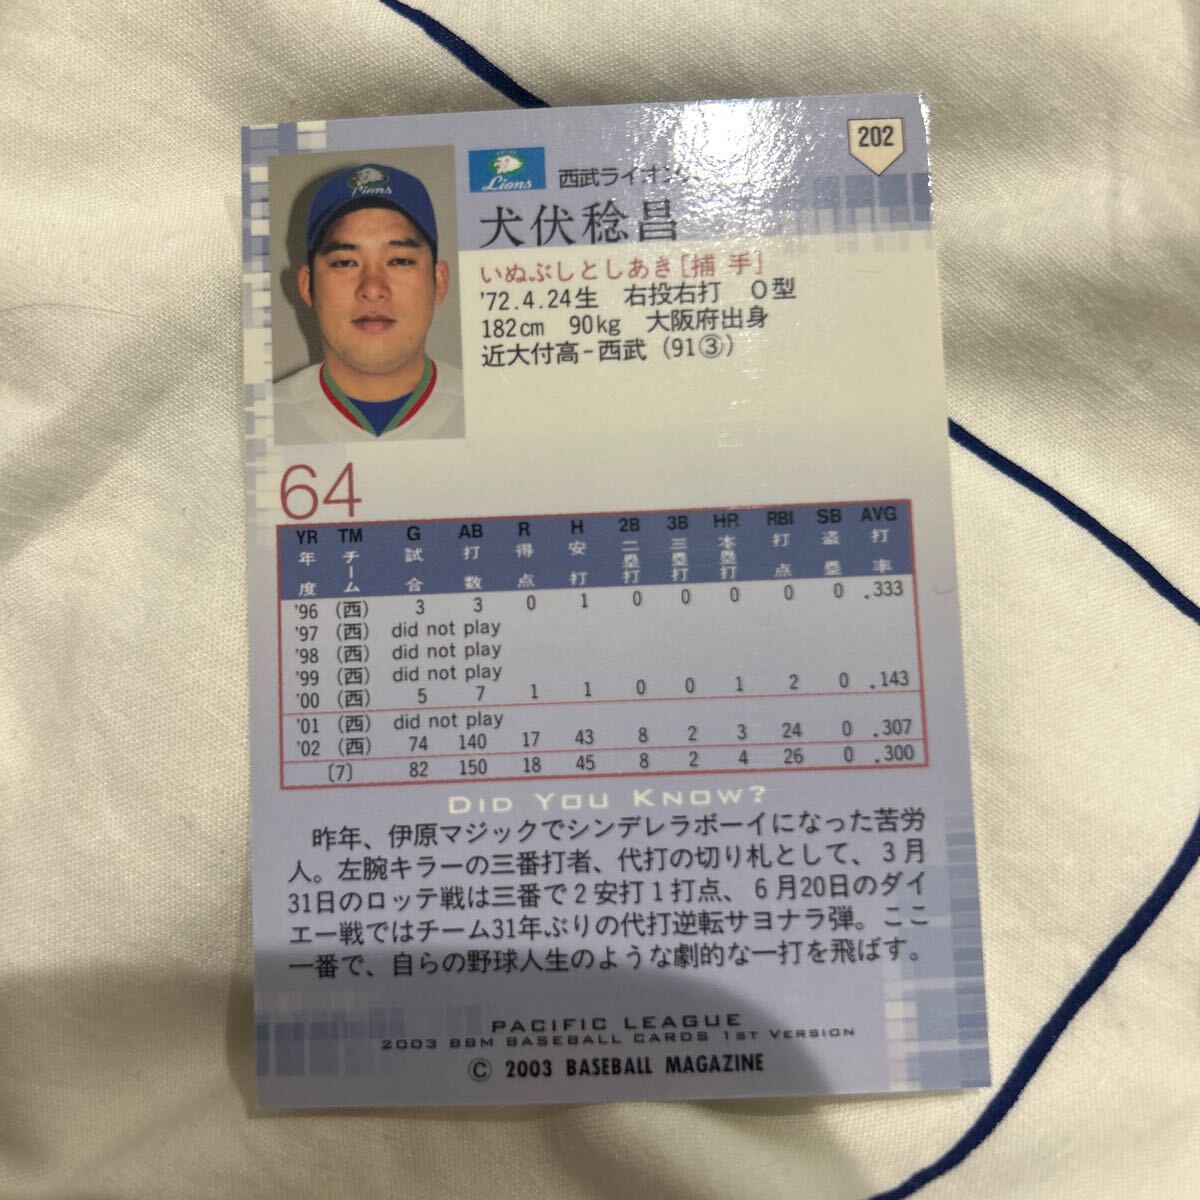 202
Lions
西武ライオン
Lions
犬伏稔昌
いぬぶしとしあき[捕 手]
'72.4.24生 右投右打 O型
182cm 90kg 大阪府出身
近大付高-西武 (91③)
64
YR TM G AB R H 2B 3B HR RBI SB AVG
年度 チーム 試合 打数 得点 安打 二塁打 三塁打 本塁打 打点 盗塁 打率
'96 (西) 3 3 0 1 0 0 0 0 0 .333
'97 (西) did not play
'98 (西) did not play
'99 (西) did not play
'00 (西) 5 7 1 1 0 0 1 2 0 .143
'01 (西) did not play
'02 (西) 74 140 17 43 8 2 3 24 0 .307
〔7〕 82 150 18 45 8 2 4 26 0 .300
DID YOU KNOW?
昨年、伊原マジックでシンデレラボーイになった苦労
人。左腕キラーの三番打者、代打の切り札として、3月
31日のロッテ戦は三番で2安打1打点、6月20日のダイ
エー戦ではチーム31年ぶりの代打逆転サヨナラ弾。ここ
一番で、自らの野球人生のような劇的な一打を飛ばす。
PACIFIC LEAGUE
2003 BBM BASEBALL CARDS 1ST VERSION
© 2003 BASEBALL MAGAZINE